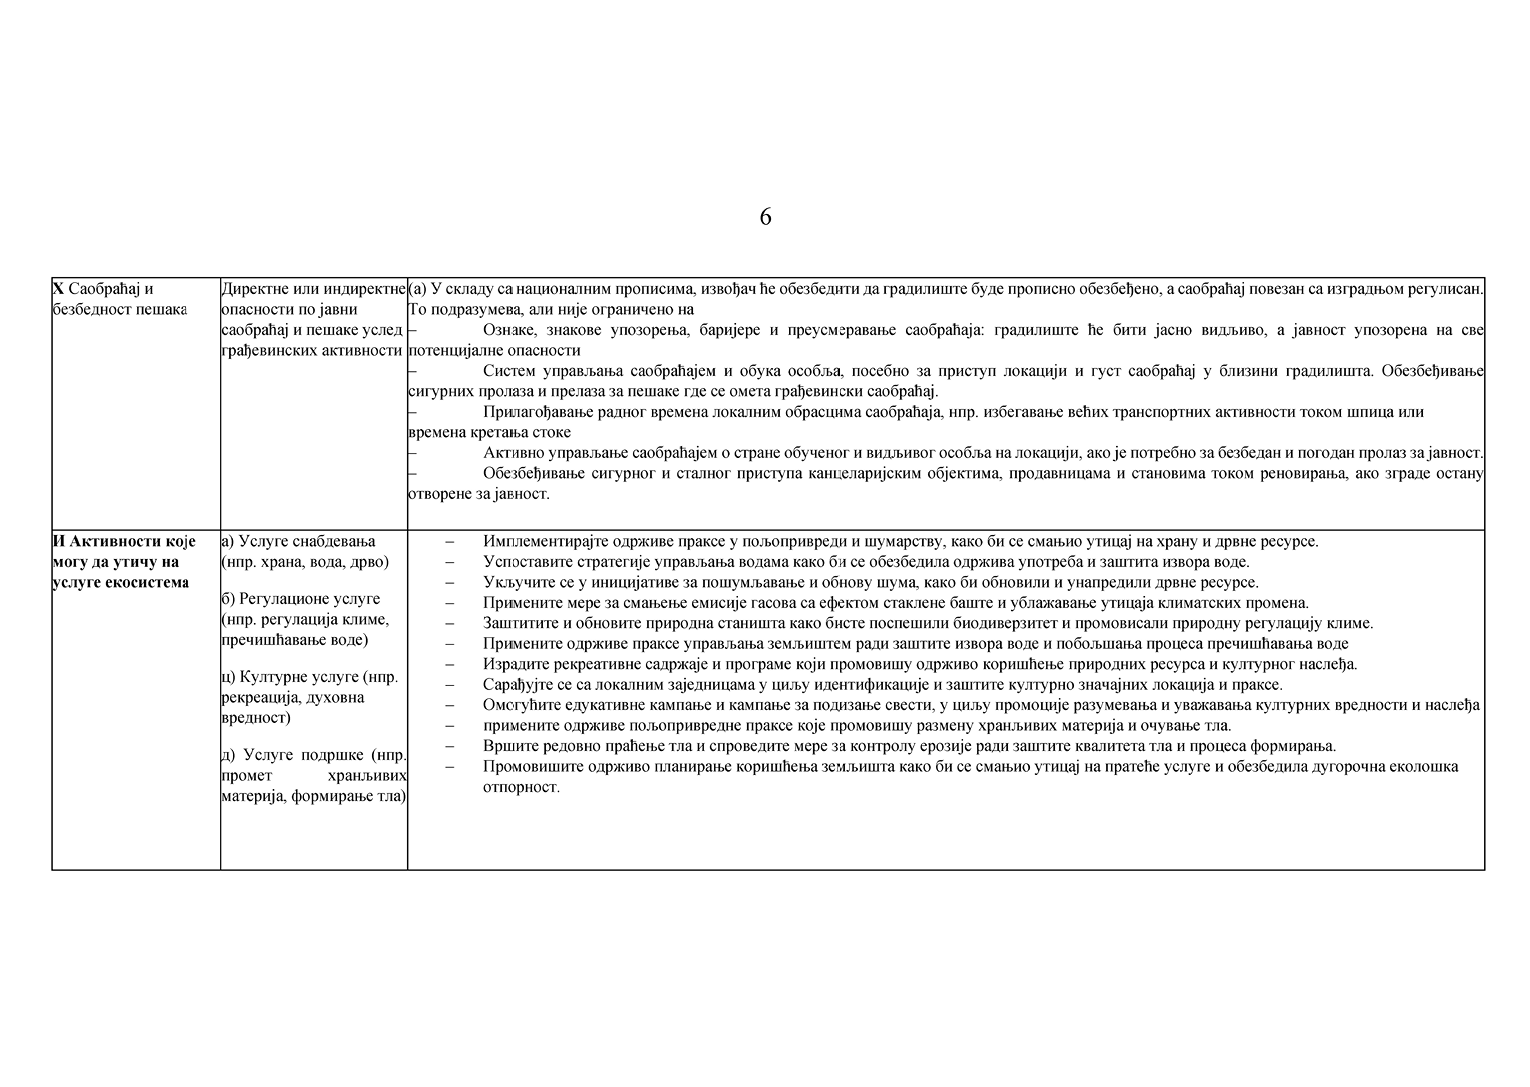 6
Х Саобраћај и
безбедност пешака
Директне или индиректне
опасности по јавни
саобраћај и пешаке услед
грађевинских активности
(а) У складу са националним прописима, извођач ће обезбедити да градилиште буде прописно обезбеђено, а саобраћај повезан са изградњом регулисан.
То подразумева, али није ограничено на
– Ознаке, знакове упозорења, баријере и преусмеравање саобраћаја: градилиште ће бити јасно видљиво, а јавност упозорена на све
потенцијалне опасности
– Систем управљања саобраћајем и обука особља, посебно за приступ локацији и густ саобраћај у близини градилишта. Обезбеђивање
сигурних пролаза и прелаза за пешаке где се омета грађевински саобраћај.
– Прилагођавање радног времена локалним обрасцима саобраћаја, нпр. избегавање већих транспортних активности током шпица или
времена кретања стоке
– Активно управљање саобраћајем о стране обученог и видљивог особља на локацији, ако је потребно за безбедан и погодан пролаз за јавност.
– Обезбеђивање сигурног и сталног приступа канцеларијским објектима, продавницама и становима током реновирања, ако зграде остану
отворене за јавност.
И Активности које
могу да утичу на
услуге екосистема
а) Услуге снабдевања
(нпр. храна, вода, дрво)
б) Регулационе услуге
(нпр. регулација климе,
пречишћавање воде)
ц) Културне услуге (нпр.
рекреација, духовна
вредност)
д) Услуге подршке (нпр.
промет хранљивих
материја, формирање тла)
– Имплементирајте одрживе праксе у пољопривреди и шумарству, како би се смањио утицај на храну и дрвне ресурсе.
– Успоставите стратегије управљања водама како би се обезбедила одржива употреба и заштита извора воде.
– Укључите се у иницијативе за пошумљавање и обнову шума, како би обновили и унапредили дрвне ресурсе.
– Примените мере за смањење емисије гасова са ефектом стаклене баште и ублажавање утицаја климатских промена.
– Заштитите и обновите природна станишта како бисте поспешили биодиверзитет и промовисали природну регулацију климе.
– Примените одрживе праксе управљања земљиштем ради заштите извора воде и побољшања процеса пречишћавања воде
– Израдите рекреативне садржаје и програме који промовишу одрживо коришћење природних ресурса и културног наслеђа.
– Сарађујте се са локалним заједницама у циљу идентификације и заштите културно значајних локација и праксе.
– Омогућите едукативне кампање и кампање за подизање свести, у циљу промоције разумевања и уважавања културних вредности и наслеђа
– примените одрживе пољопривредне праксе које промовишу размену хранљивих материја и очување тла.
– Вршите редовно праћење тла и спроведите мере за контролу ерозије ради заштите квалитета тла и процеса формирања.
– Промовишите одрживо планирање коришћења земљишта како би се смањио утицај на пратеће услуге и обезбедила дугорочна еколошка
отпорност.